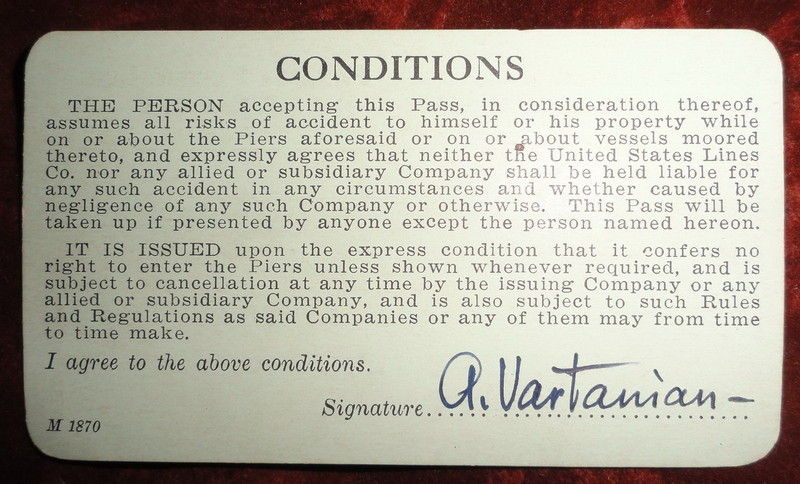 CONDITIONS
THE PERSON accepting this Pass, in consideration thereof,
assumes all risks of accident to himself or his property while
on or about the Piers aforesaid or on or about vessels moored
thereto, and expressly agrees that neither the United States Lines
Co. nor any allied or subsidiary Company shall be held liable for
any such accident in any circumstances and whether caused by
negligence of any such Company or otherwise. This Pass will be
taken up if presented by anyone except the person named hereon.
IT IS ISSUED upon the express condition that it confers no
right to enter the Piers unless shown whenever required, and is
subject to cancellation at any time by the issuing Company or any
allied or subsidiary Company, and is also subject to such Rules
and Regulations as said Companies or any of them may from time
to time make.
I agree to the above conditions.
Signature.. A. Vartanian -
M 1870